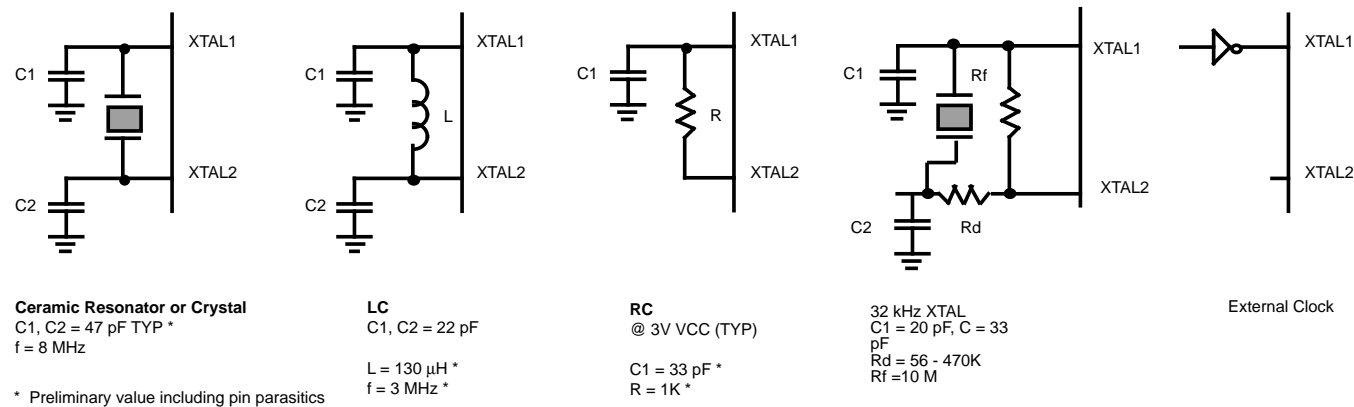 XTAL1
C1
XTAL2
C2
XTAL1
C1
L
XTAL2
C2
XTAL1
C1
R
XTAL2
XTAL1
C1
Rf
XTAL2
C2
Rd
XTAL1
XTAL2
Ceramic Resonator or Crystal
C1, C2 = 47 pF TYP *
f = 8 MHz
* Preliminary value including pin parasitics
LC
C1, C2 = 22 pF
L = 130 μH *
f = 3 MHz *
RC
@ 3V VCC (TYP)
C1 = 33 pF *
R = 1K *
32 kHz XTAL
C1 = 20 pF, C = 33
pF
Rd = 56 - 470K
Rf =10 M
External Clock